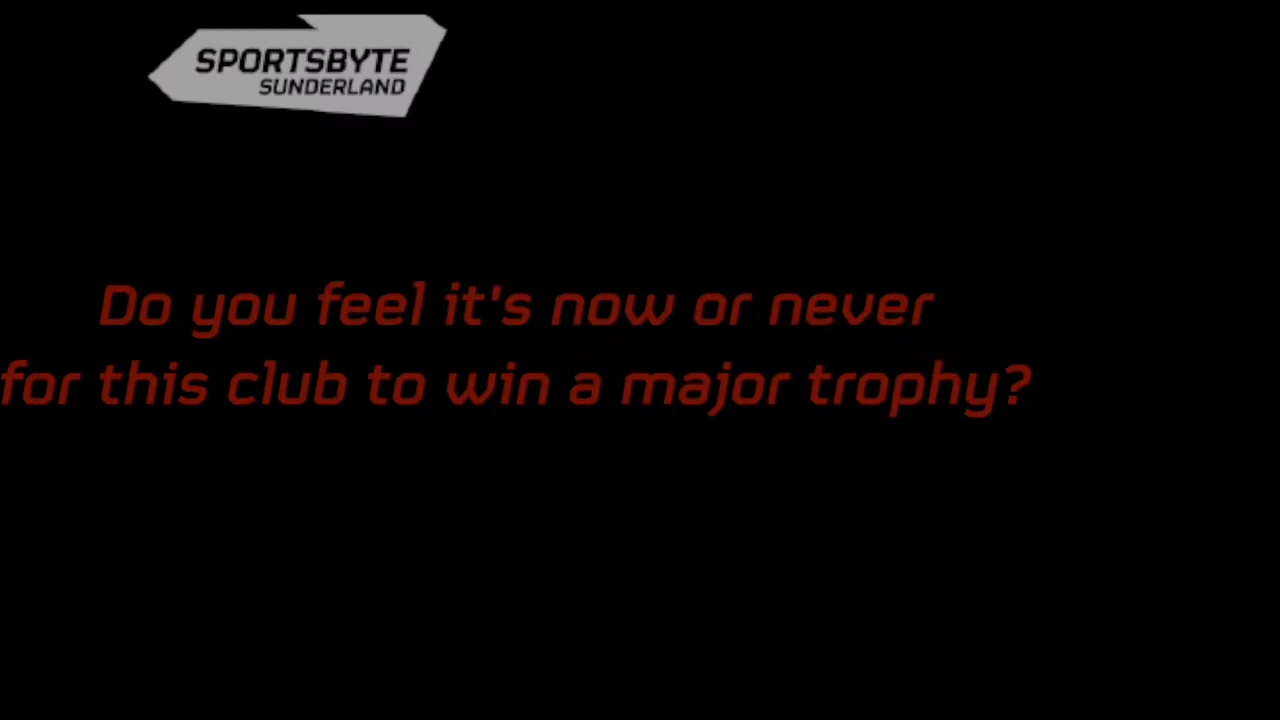 SPORTSBYTE
SUNDERLAND
Do you feel it's now or never
for this club to win a major trophy?